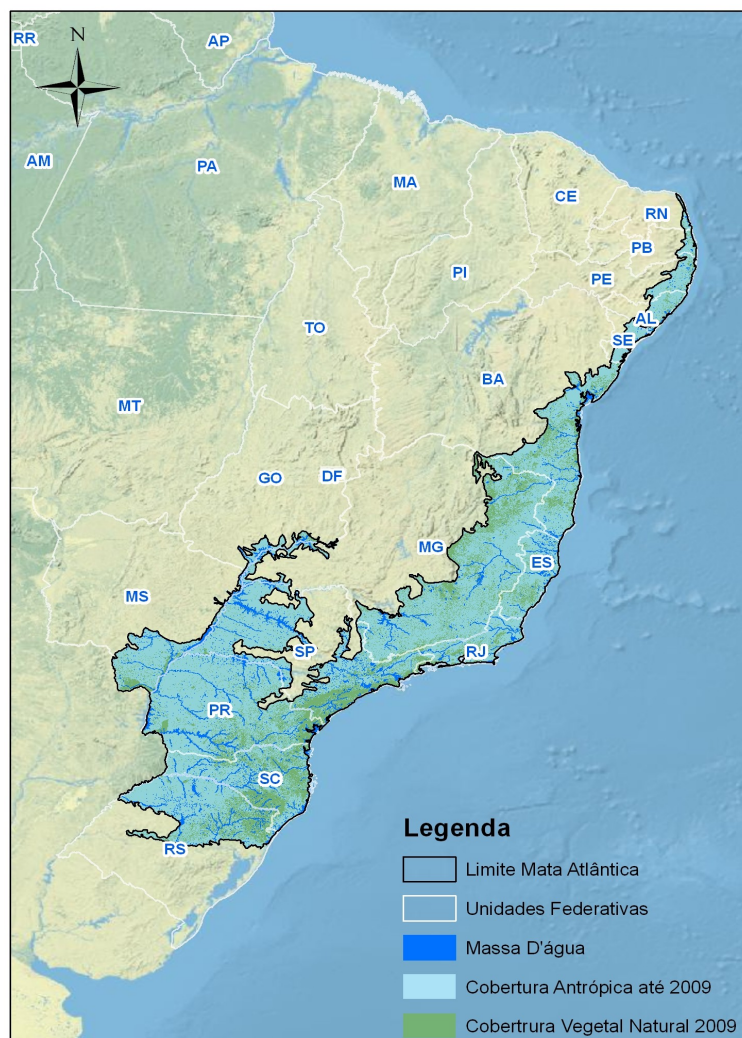 N
RR
AP
AM
PA
MA
CE
RN
PB
PI
PE
AL
TO
SE
BA
MT
GO
DF
MG
ES
MS
SP
RJ
PR
SC
RS
Legenda
Limite Mata Atlântica
Unidades Federativas
Massa D'água
Cobertura Antrópica até 2009
Cobertrura Vegetal Natural 2009